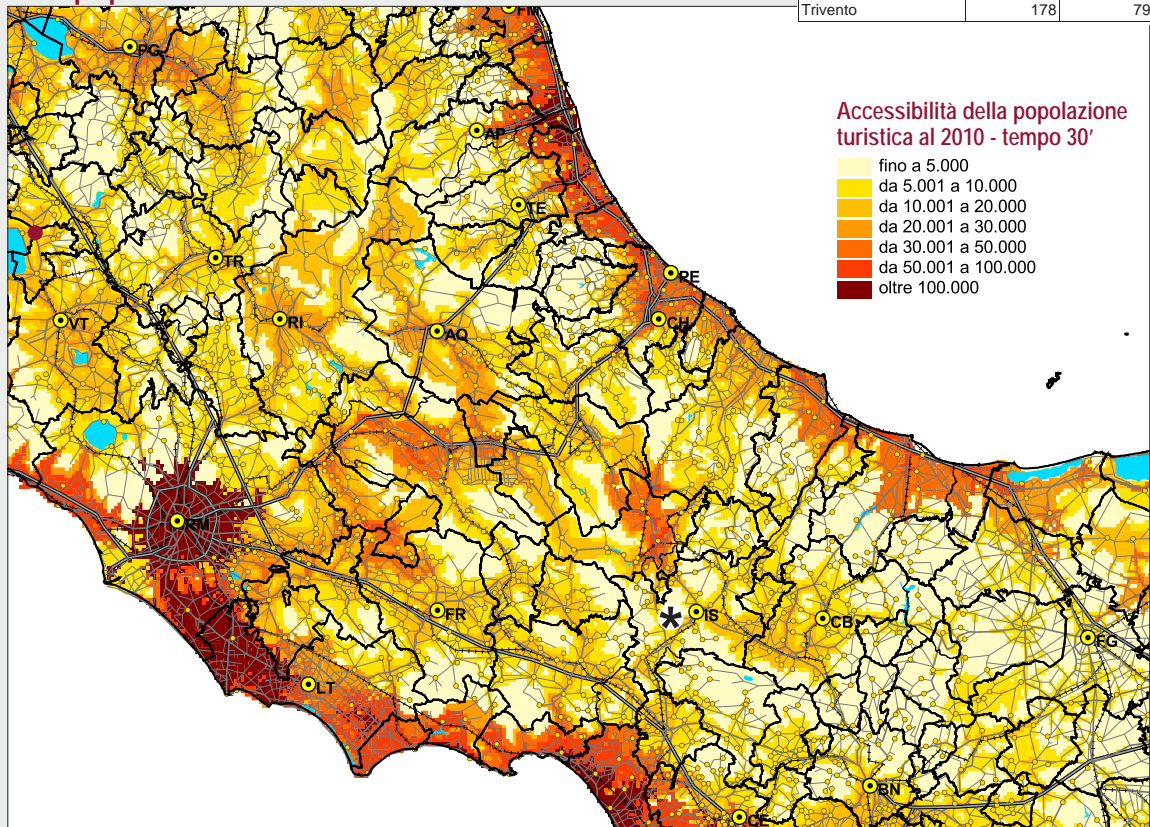 Trivento 178 79
Accessibilità della popolazione
turistica al 2010 - tempo 30'
fino a 5.000
da 5.001 a 10.000
da 10.001 a 20.000
da 20.001 a 30.000
da 30.001 a 50.000
da 50.001 a 100.000
oltre 100.000
FM
PG
AP
TE
TR
PE
VT
RI
AQ
CH
RM
FR
*
IS
CB
FG
LT
BN
CE